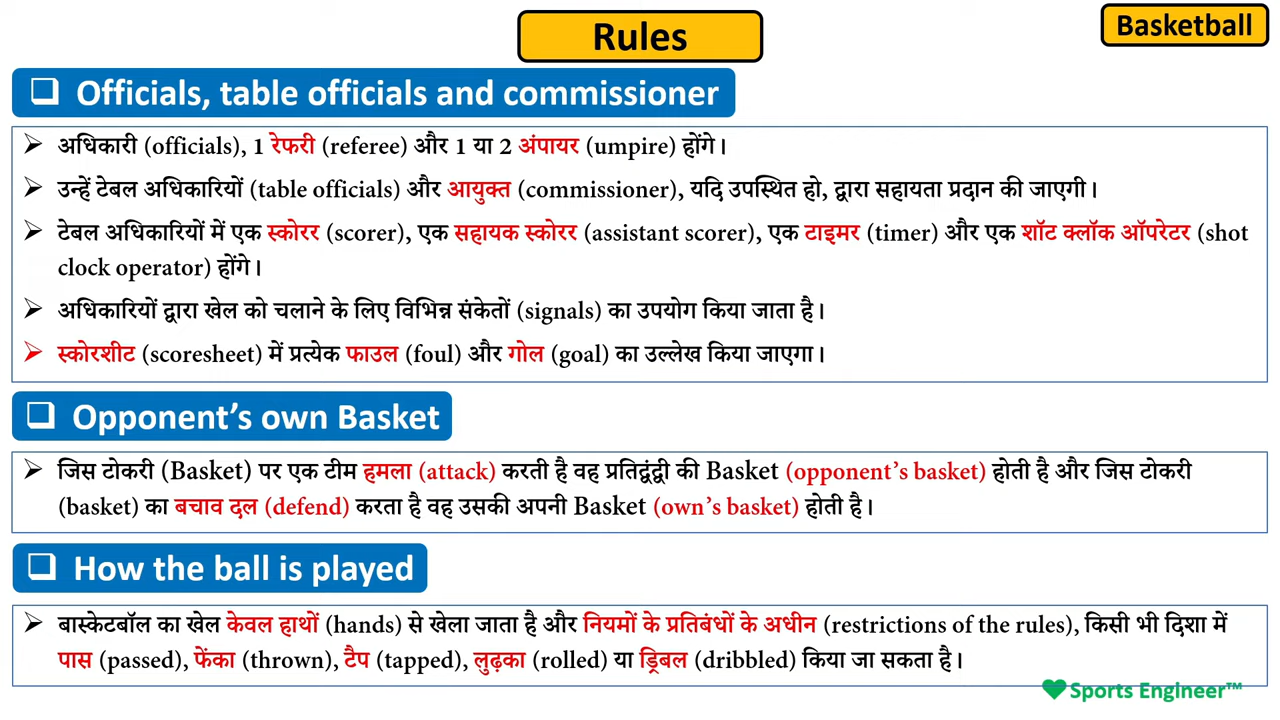 Rules
Basketball
❑ Officials, table officials and commissioner
➢ अधिकारी (officials), 1 रेफरी (referee) और 1 या 2 अंपायर (umpire) होंगे।
➢ उन्हें टेबल अधिकारियों (table officials) और आयुक्त (commissioner), यदि उपस्थित हो, द्वारा सहायता प्रदान की जाएगी।
➢ टेबल अधिकारियों में एक स्कोरर (scorer), एक सहायक स्कोरर (assistant scorer), एक टाइमर (timer) और एक शॉट क्लॉक ऑपरेटर (shot
clock operator) होंगे।
➢ अधिकारियों द्वारा खेल को चलाने के लिए विभिन्न संकेतों (signals) का उपयोग किया जाता है।
➢ स्कोरशीट (scoresheet) में प्रत्येक फाउल (foul) और गोल (goal) का उल्लेख किया जाएगा।
❑ Opponent’s own Basket
➢ जिस टोकरी (Basket) पर एक टीम हमला (attack) करती है वह प्रतिद्वंद्वी की Basket (opponent’s basket) होती है और जिस टोकरी
(basket) का बचाव दल (defend) करता है वह उसकी अपनी Basket (own’s basket) होती है।
❑ How the ball is played
➢ बास्केटबॉल का खेल केवल हाथों (hands) से खेला जाता है और नियमों के प्रतिबंधों के अधीन (restrictions of the rules), किसी भी दिशा में
पास (passed), फेंका (thrown), टैप (tapped), लुढ़का (rolled) या ड्रिबल (dribbled) किया जा सकता है।
Sports Engineer™